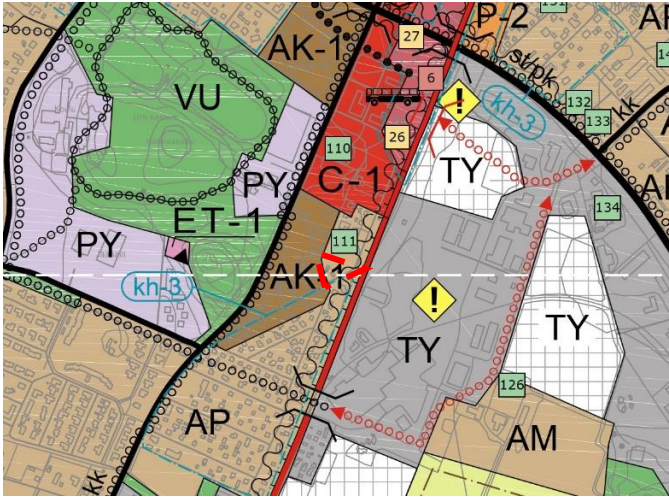 AK-1
27
P-2
VU
6
st/pk
!
kh-3
132
kk
133
110
26
PY
C-1
TY
ET-1
134
PY
111
kh-3
AK-1
!
TY
TY
126
AP
AM
kk